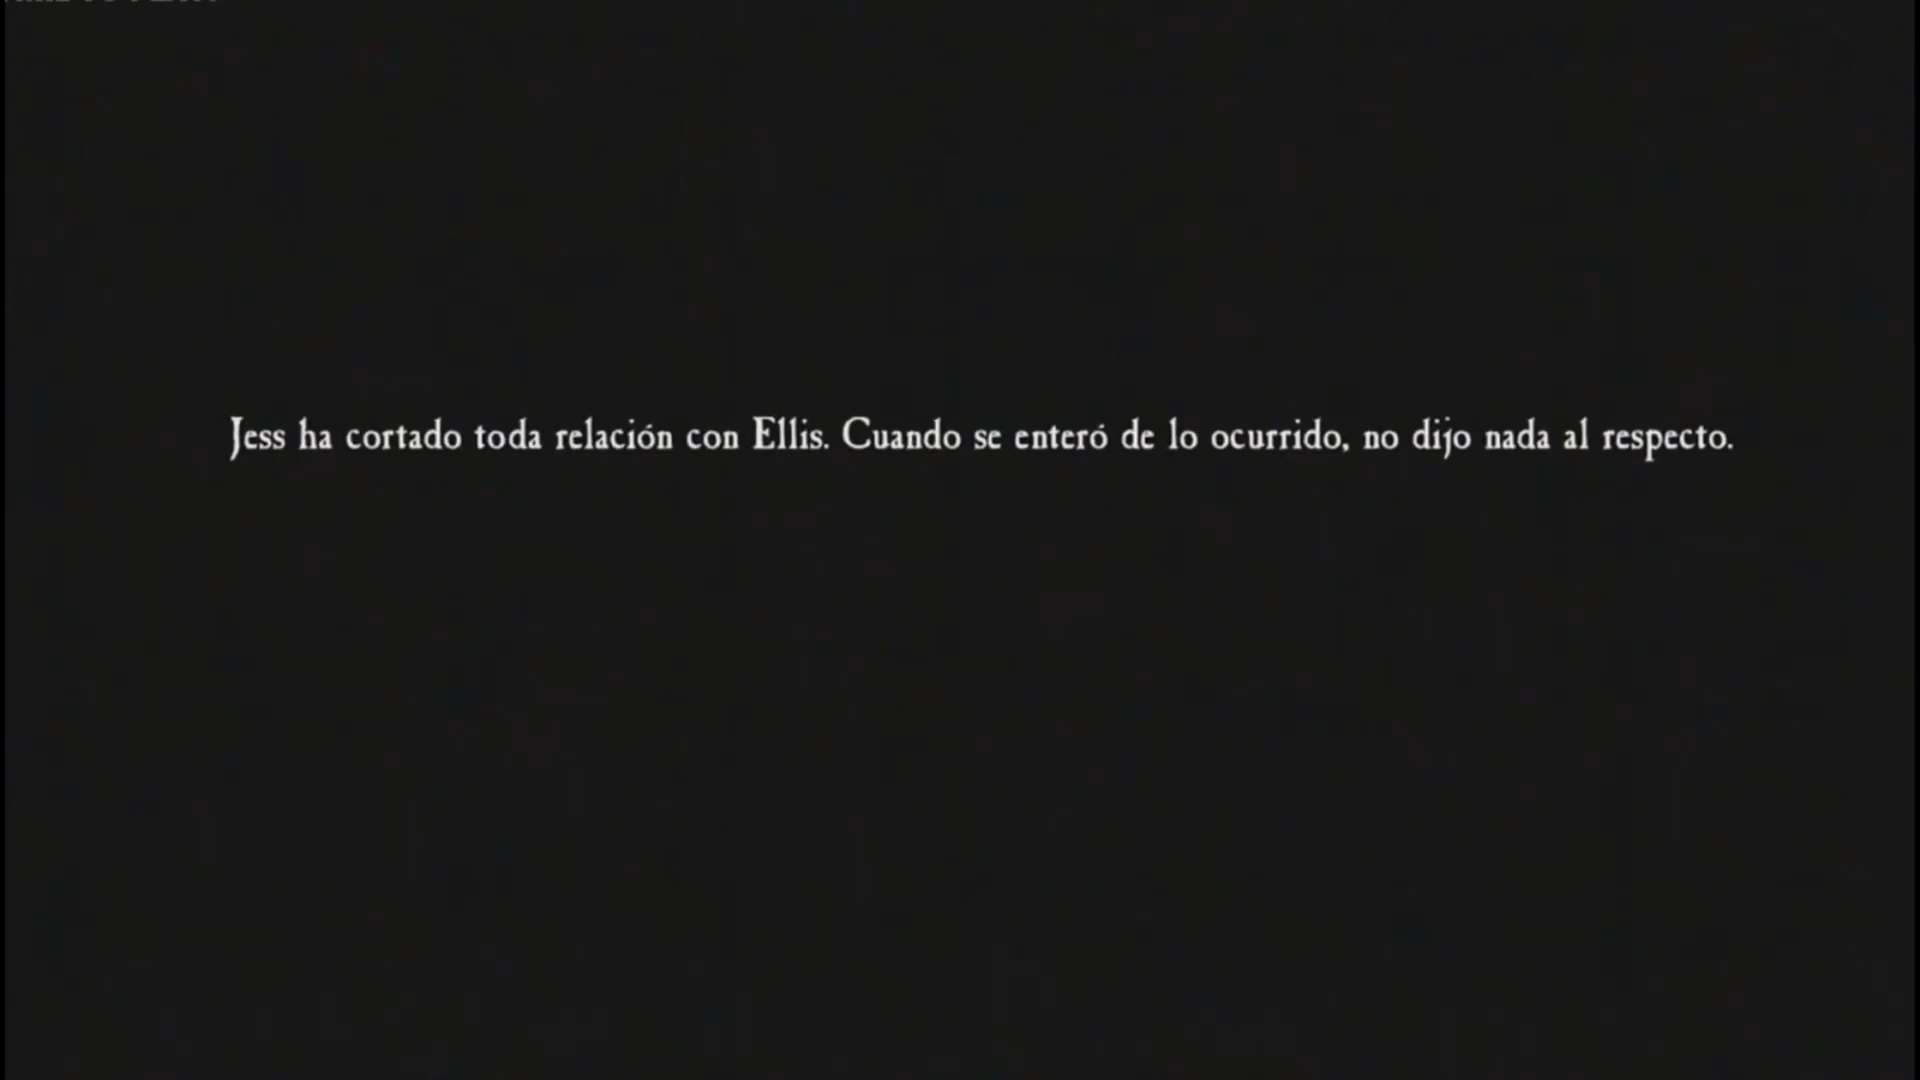 Jess ha cortado toda relación con Ellis. Cuando se enteró de lo ocurrido, no dijo nada al respecto.